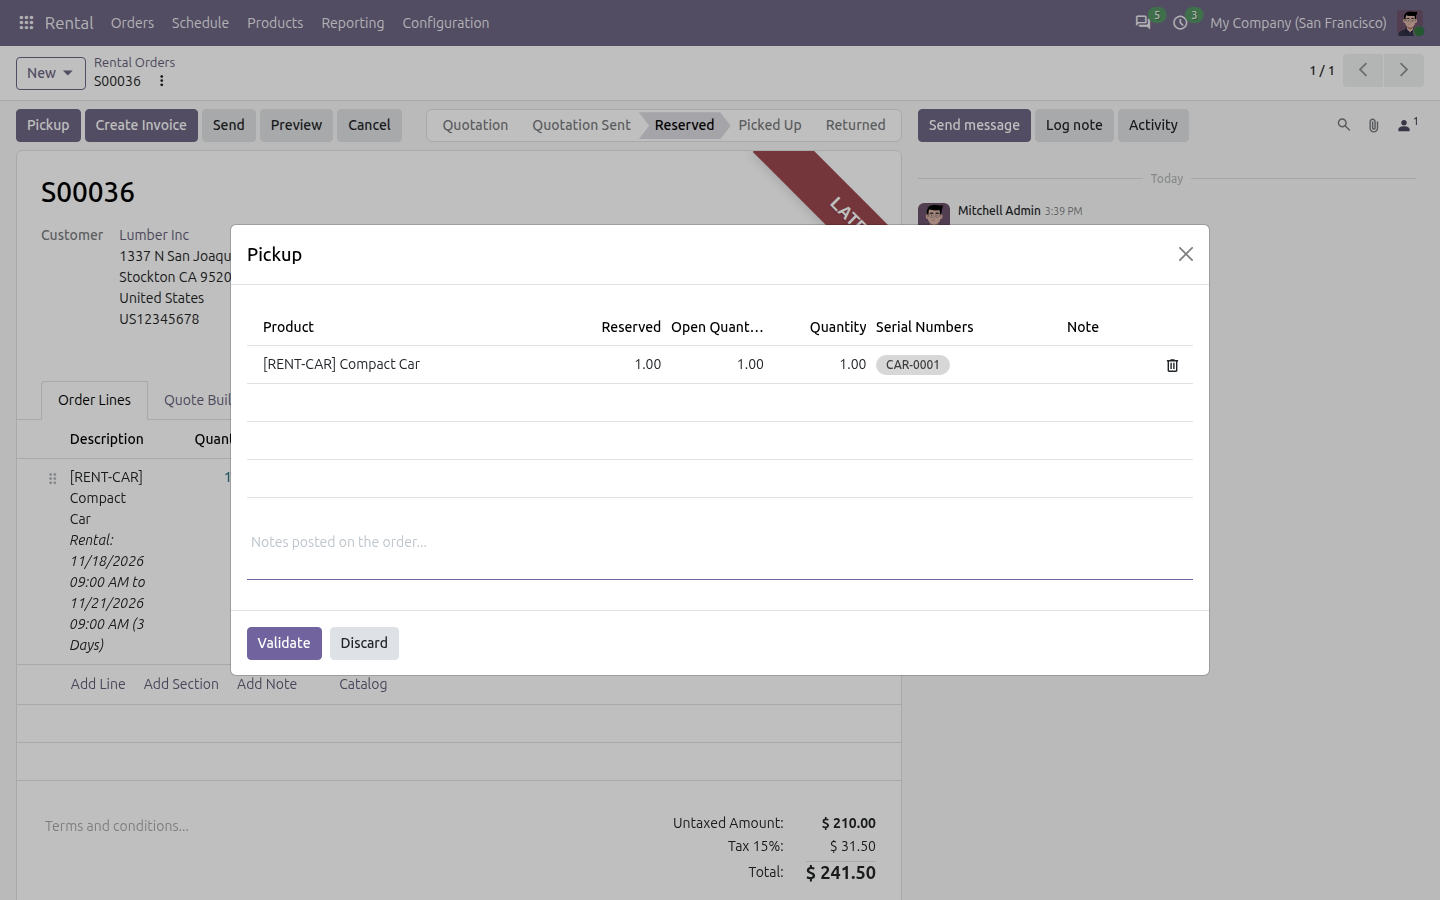 Rental Orders Schedule Products Reporting Configuration 5 3 My Company (San Francisco)
New Rental Orders
S00036
1 / 1
Pickup Create Invoice Send Preview Cancel Quotation Quotation Sent Reserved Picked Up Returned Send message Log note Activity 1
Today
S00036
LATE
Mitchell Admin 3:39 PM
Customer Lumber Inc
1337 N San Joaqu
Stockton CA 9520
United States
US12345678
Pickup
Product Reserved Open Quant... Quantity Serial Numbers Note
[RENT-CAR] Compact Car 1.00 1.00 1.00 CAR-0001
Notes posted on the order...
Validate Discard
Order Lines Quote Buil
Description Quant
[RENT-CAR] 1
Compact
Car
Rental:
11/18/2026
09:00 AM to
11/21/2026
09:00 AM (3
Days)
Add Line Add Section Add Note Catalog
Terms and conditions...
Untaxed Amount: $ 210.00
Tax 15%: $ 31.50
Total: $ 241.50